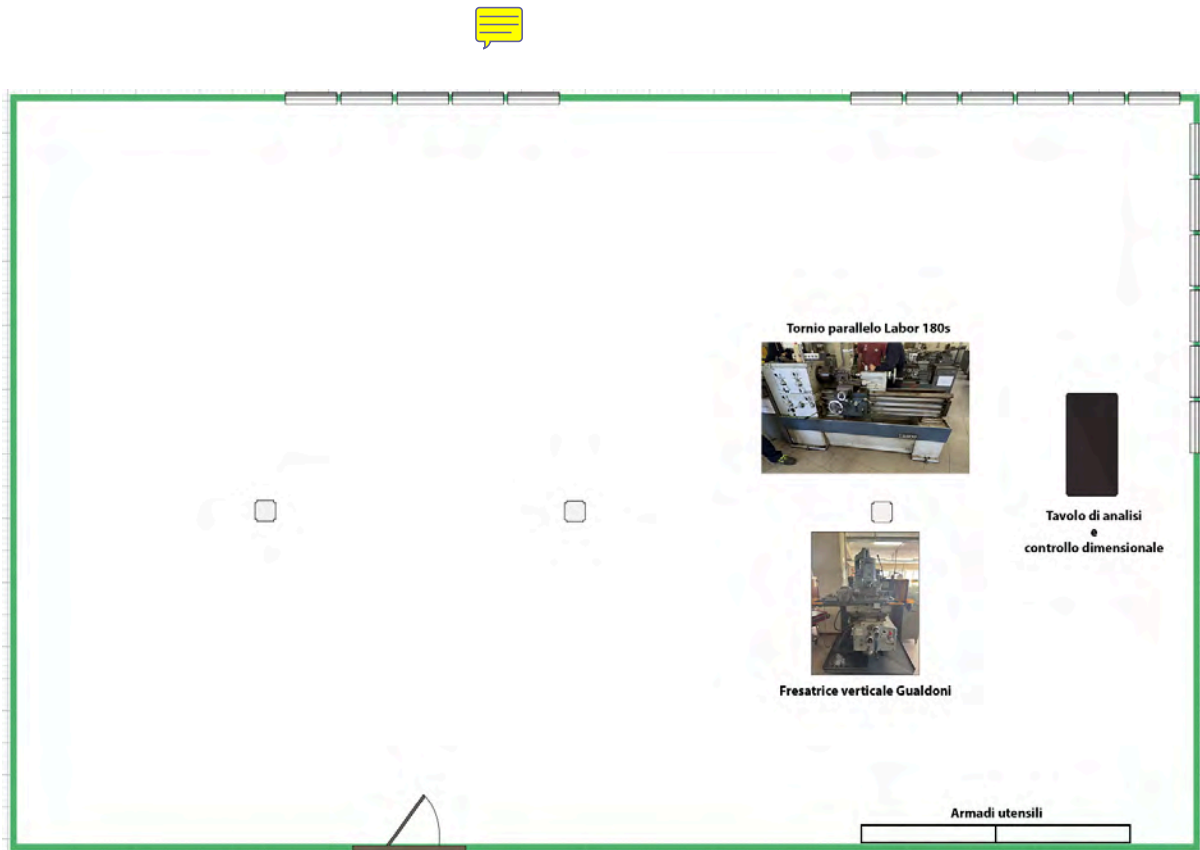 Tornio parallelo Labor 180s
Tavolo di analisi
e
controllo dimensionale
Fresatrice verticale Gualdoni
Armadi utensili